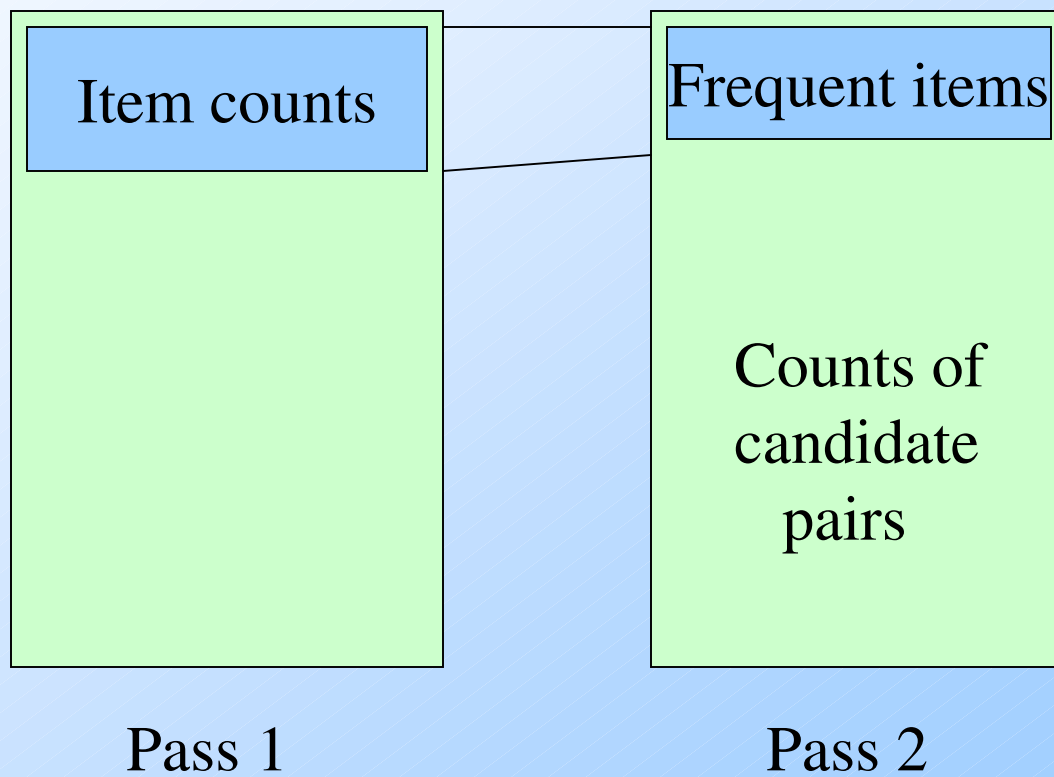 Item counts
Frequent items
Counts of
candidate
pairs
Pass 1
Pass 2